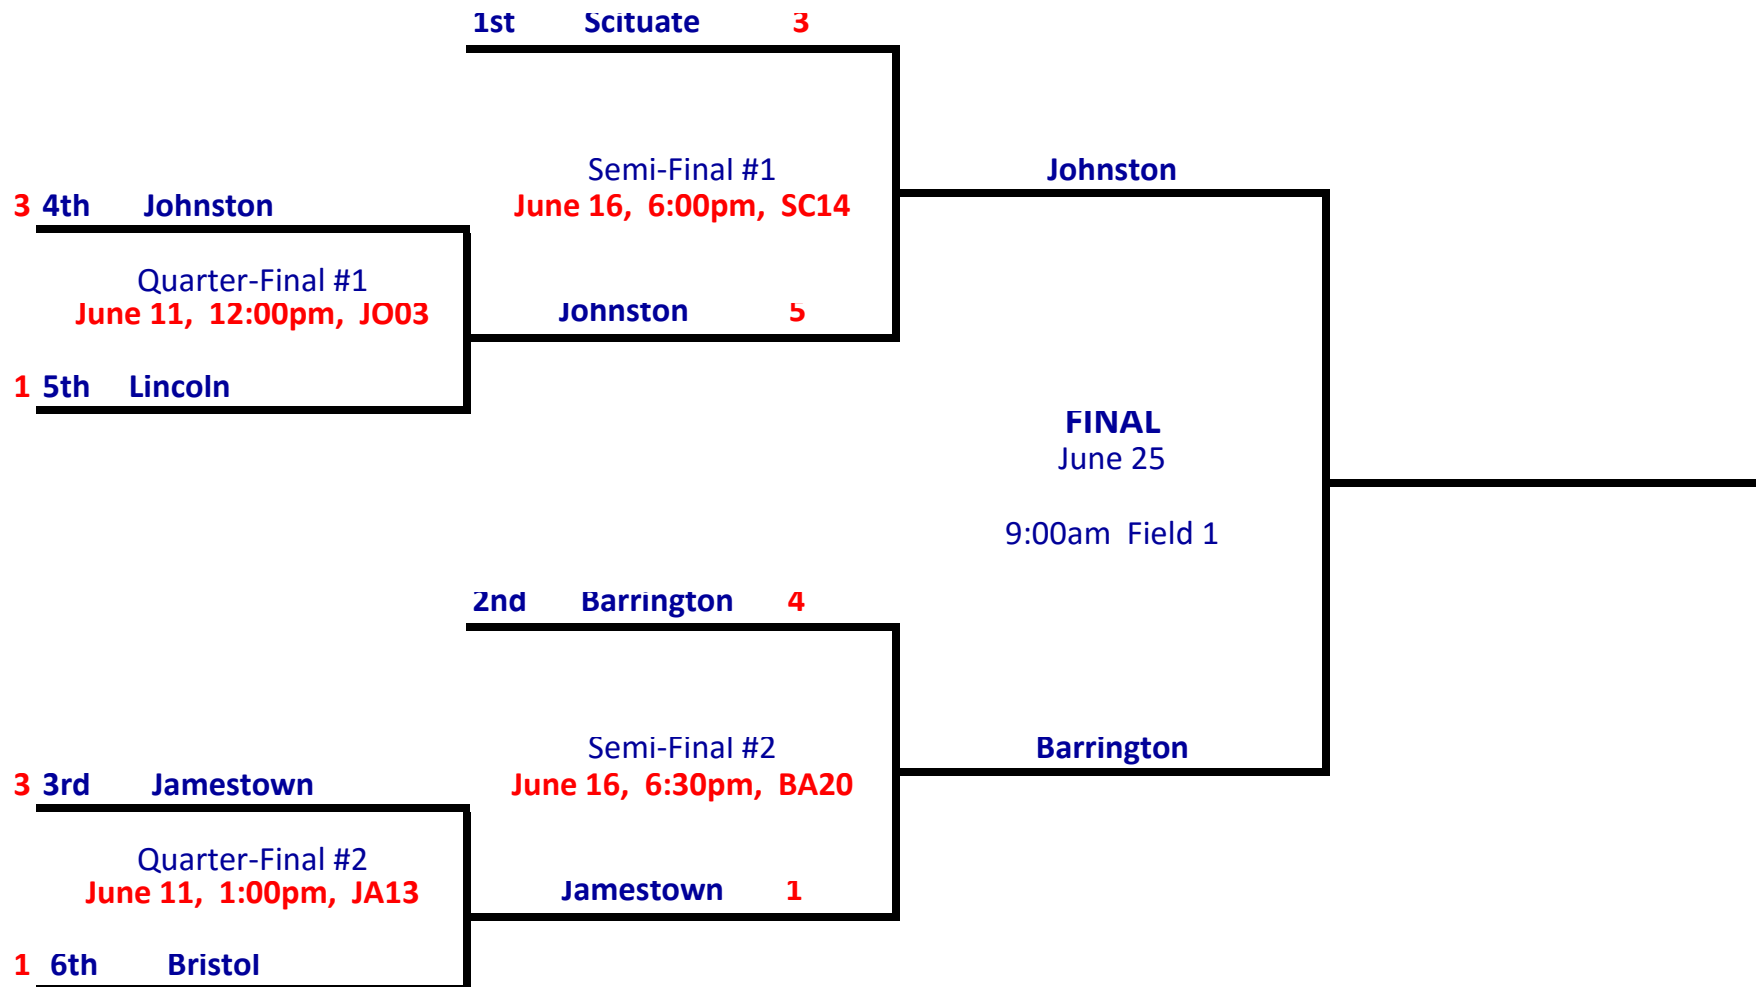 1st Scituate 3
Semi-Final #1
June 16, 6:00pm, SC14
Johnston
3 4th Johnston
Quarter-Final #1
June 11, 12:00pm, JO03
Johnston 5
1 5th Lincoln
FINAL
June 25
9:00am Field 1
2nd Barrington 4
Semi-Final #2
June 16, 6:30pm, BA20
Barrington
3 3rd Jamestown
Quarter-Final #2
June 11, 1:00pm, JA13
Jamestown 1
1 6th Bristol